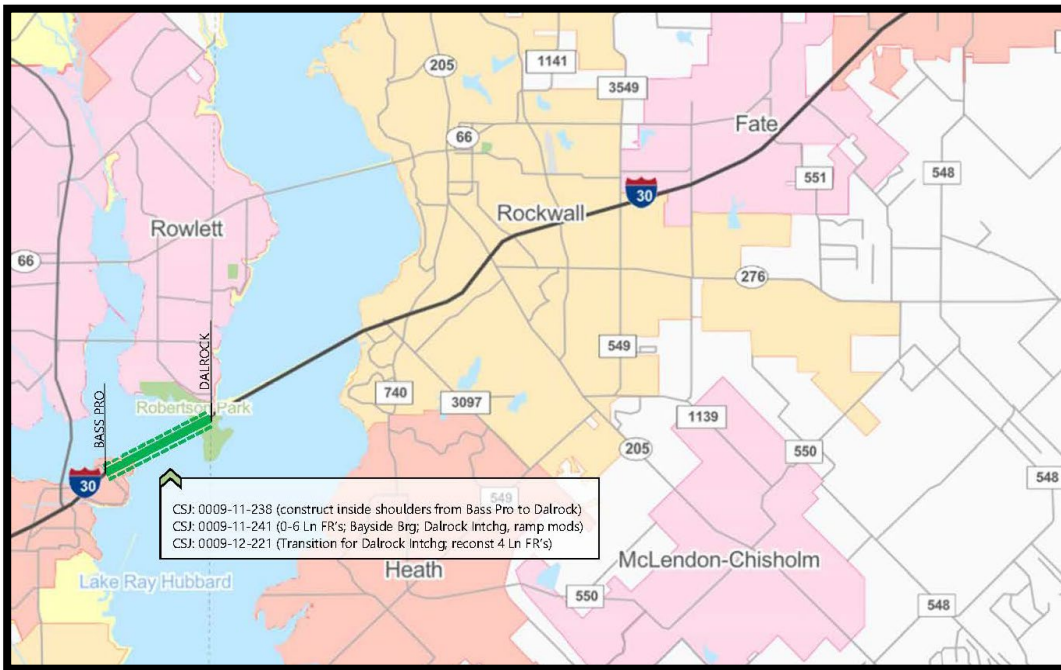 205
1141
3549
66
Fate
551
548
30
Rockwall
Rowlett
66
276
DALROCK
549
BASS PRO
Robertson Park
740
3097
1139
205
550
548
30
549
CSJ: 0009-11-238 (construct inside shoulders from Bass Pro to Dalrock)
CSJ: 0009-11-241 (0-6 Ln FR's; Bayside Brg; Dalrock Intchg, ramp mods)
CSJ: 0009-12-221 (Transition for Dalrock Intchg; reconst 4 Ln FR's)
McLendon-Chisholm
Heath
Lake Ray Hubbard
550
548